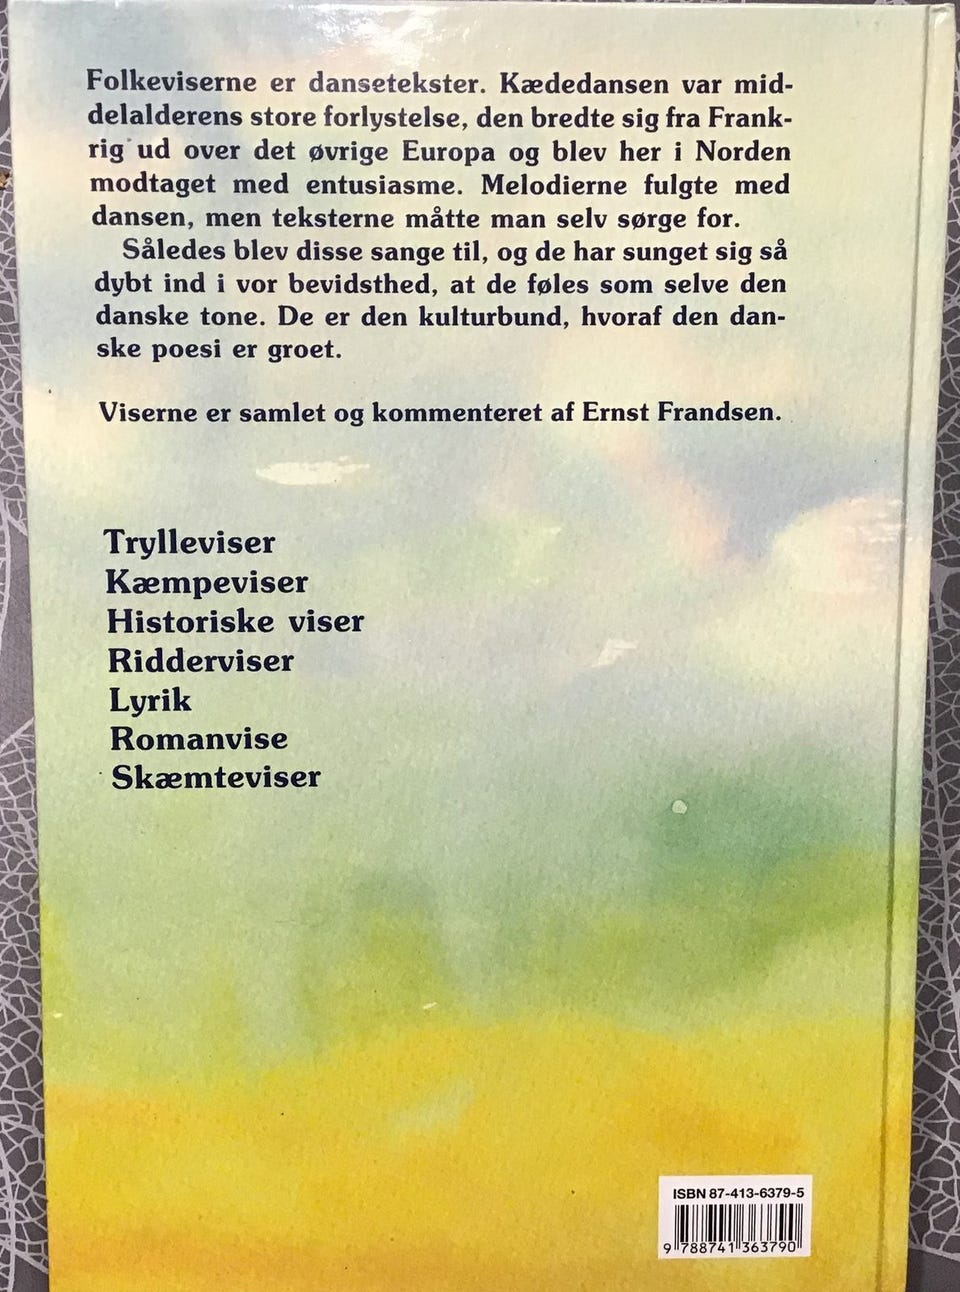 Folkeviserne er dansetekster. Kædedansen var mid-
delalderens store forlystelse, den bredte sig fra Frank-
rig ud over det øvrige Europa og blev her i Norden
modtaget med entusiasme. Melodierne fulgte med
dansen, men teksterne måtte man selv sørge for.
Således blev disse sange til, og de har sunget sig så
dybt ind i vor bevidsthed, at de føles som selve den
danske tone. De er den kulturbund, hvoraf den dan-
ske poesi er groet.
Viserne er samlet og kommenteret af Ernst Frandsen.
Trylleviser
Kæmpeviser
Historiske viser
Ridderviser
Lyrik
Romanvise
Skæmteviser
ISBN 87-413-6379-5
9 788741 363790